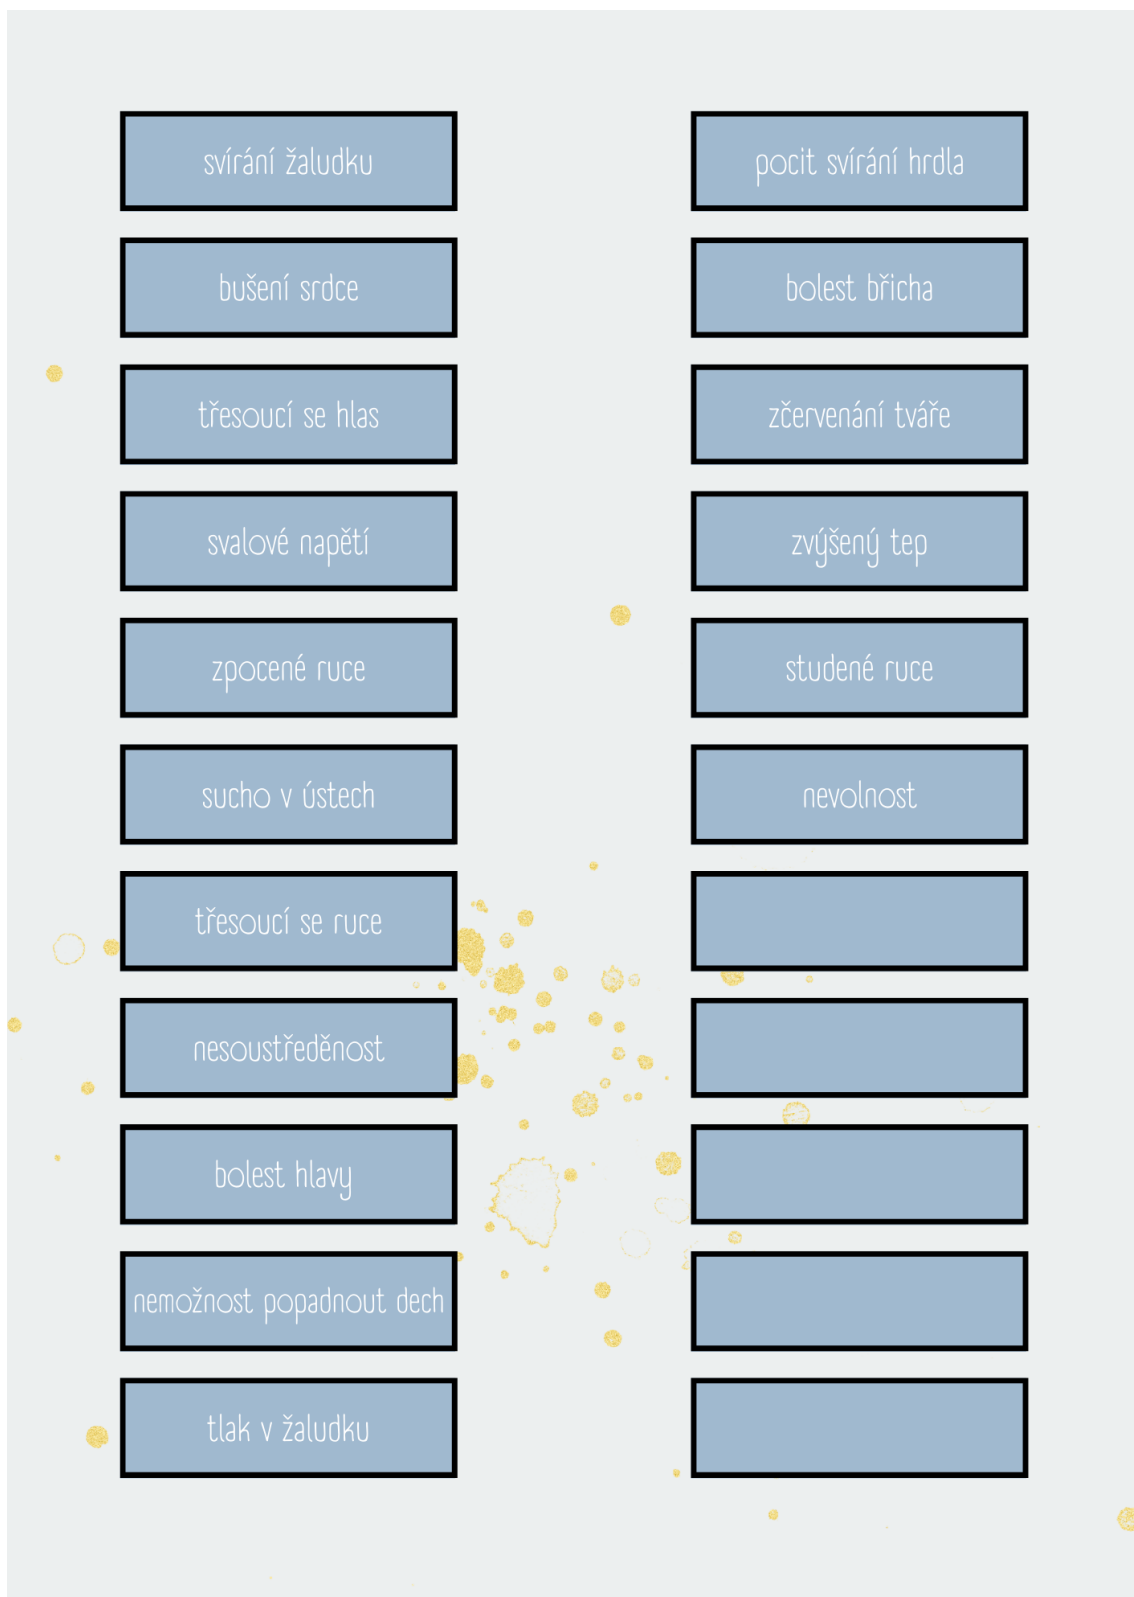 svírání žaludku
bušení srdce
třesoucí se hlas
svalové napětí
zpocené ruce
sucho v ústech
třesoucí se ruce
nesoustředěnost
bolest hlavy
nemožnost popadnout dech
tlak v žaludku
pocit svírání hrdla
bolest břicha
zčervenání tváře
zvýšený tep
studené ruce
nevolnost